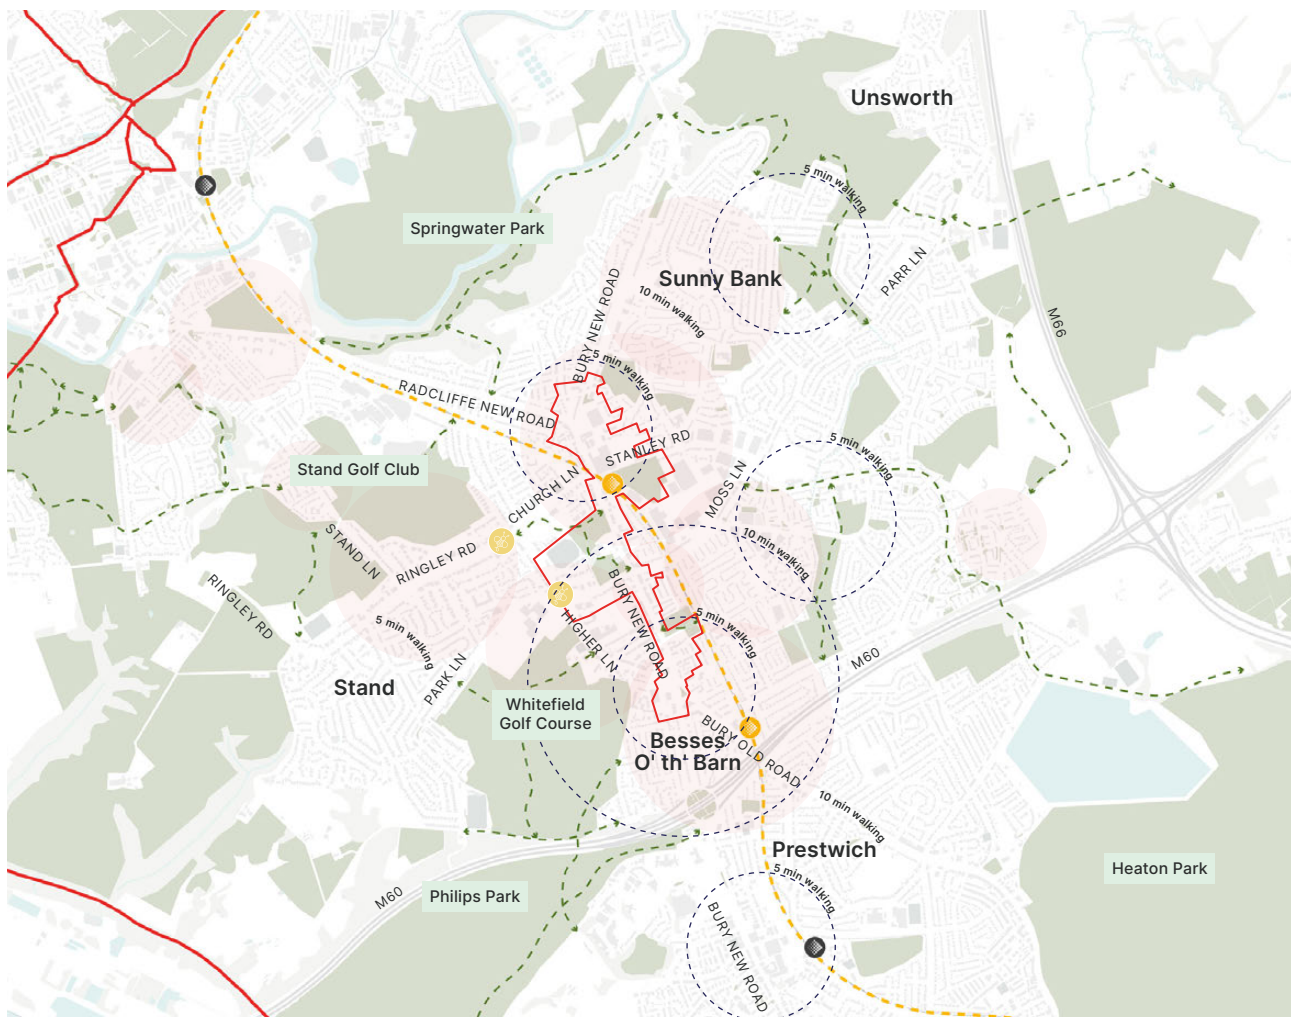 Unsworth
5 min walking
Springwater Park
PARR LN
Sunny Bank
10 min walking
BURY NEW ROAD
M66
5 min walking
RADCLIFFE NEW ROAD
STANLEY RD
5 min walking
Stand Golf Club
CHURCH LN
MOSS LN
STAND LN
RINGLEY RD
10 min walking
RINGLEY RD
BURY NEW ROAD
HIGHER LN
5 min walking
5 min walking
M60
PARK LN
Stand
Whitefield
Golf Course
BURY OLD ROAD
Besses
O' th' Barn
10 min walking
Prestwich
5 min walking
Heaton Park
M60
Philips Park
BURY NEW ROAD